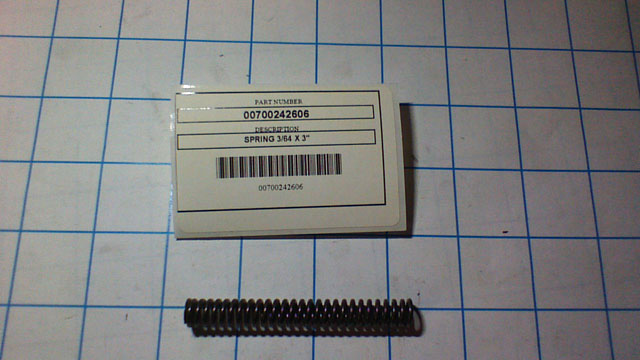 PART NUMBER
00700242606
DESCRIPTION
SPRING 3/64 X 3"
00700242606